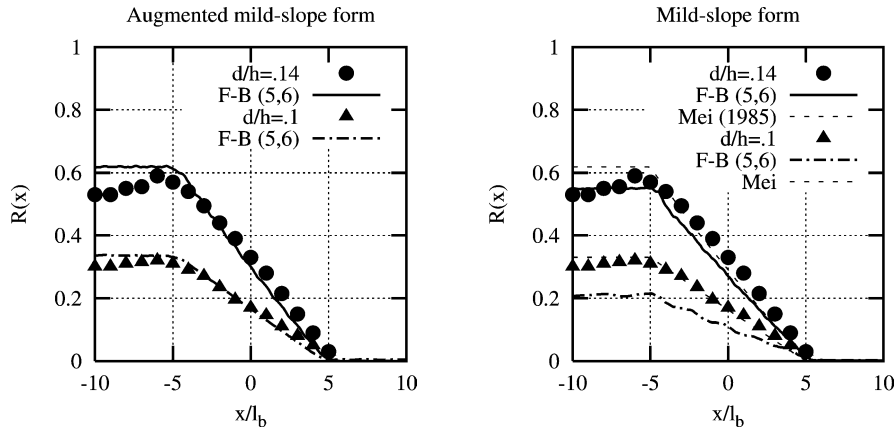 Augmented mild-slope form
1
0.8
0.6
0.4
0.2
0
R(x)
-10 -5 0 5 10
x/lb
d/h=.14
F-B (5,6)
d/h=.1
F-B (5,6)
Mild-slope form
1
0.8
0.6
0.4
0.2
0
R(x)
-10 -5 0 5 10
x/lb
d/h=.14
F-B (5,6)
Mei (1985)
d/h=.1
F-B (5,6)
Mei